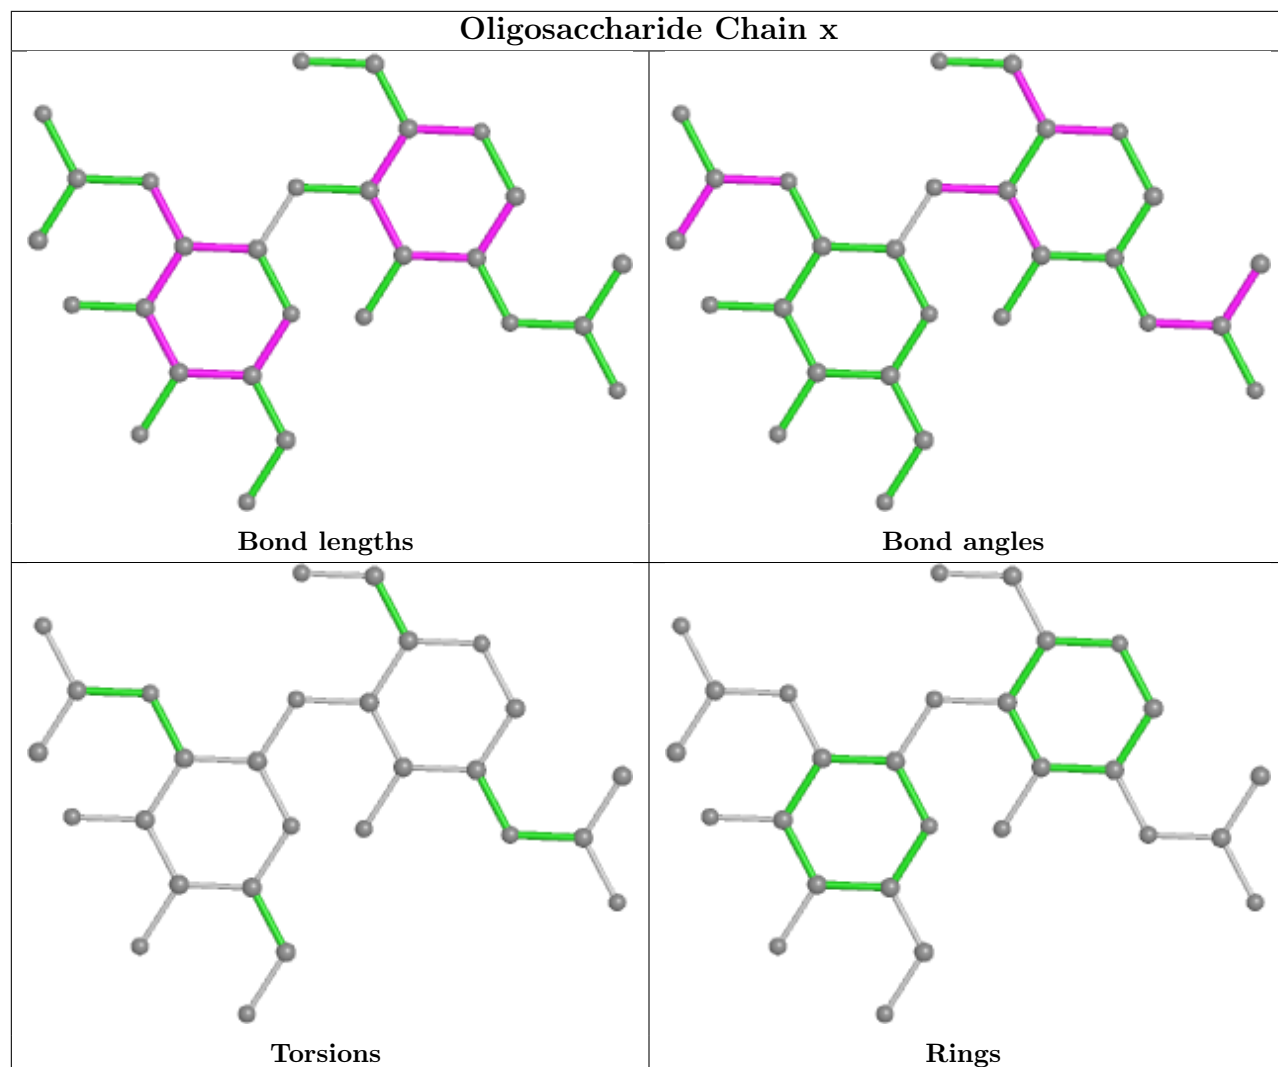 Oligosaccharide Chain x
Bond lengths
Bond angles
Torsions
Rings